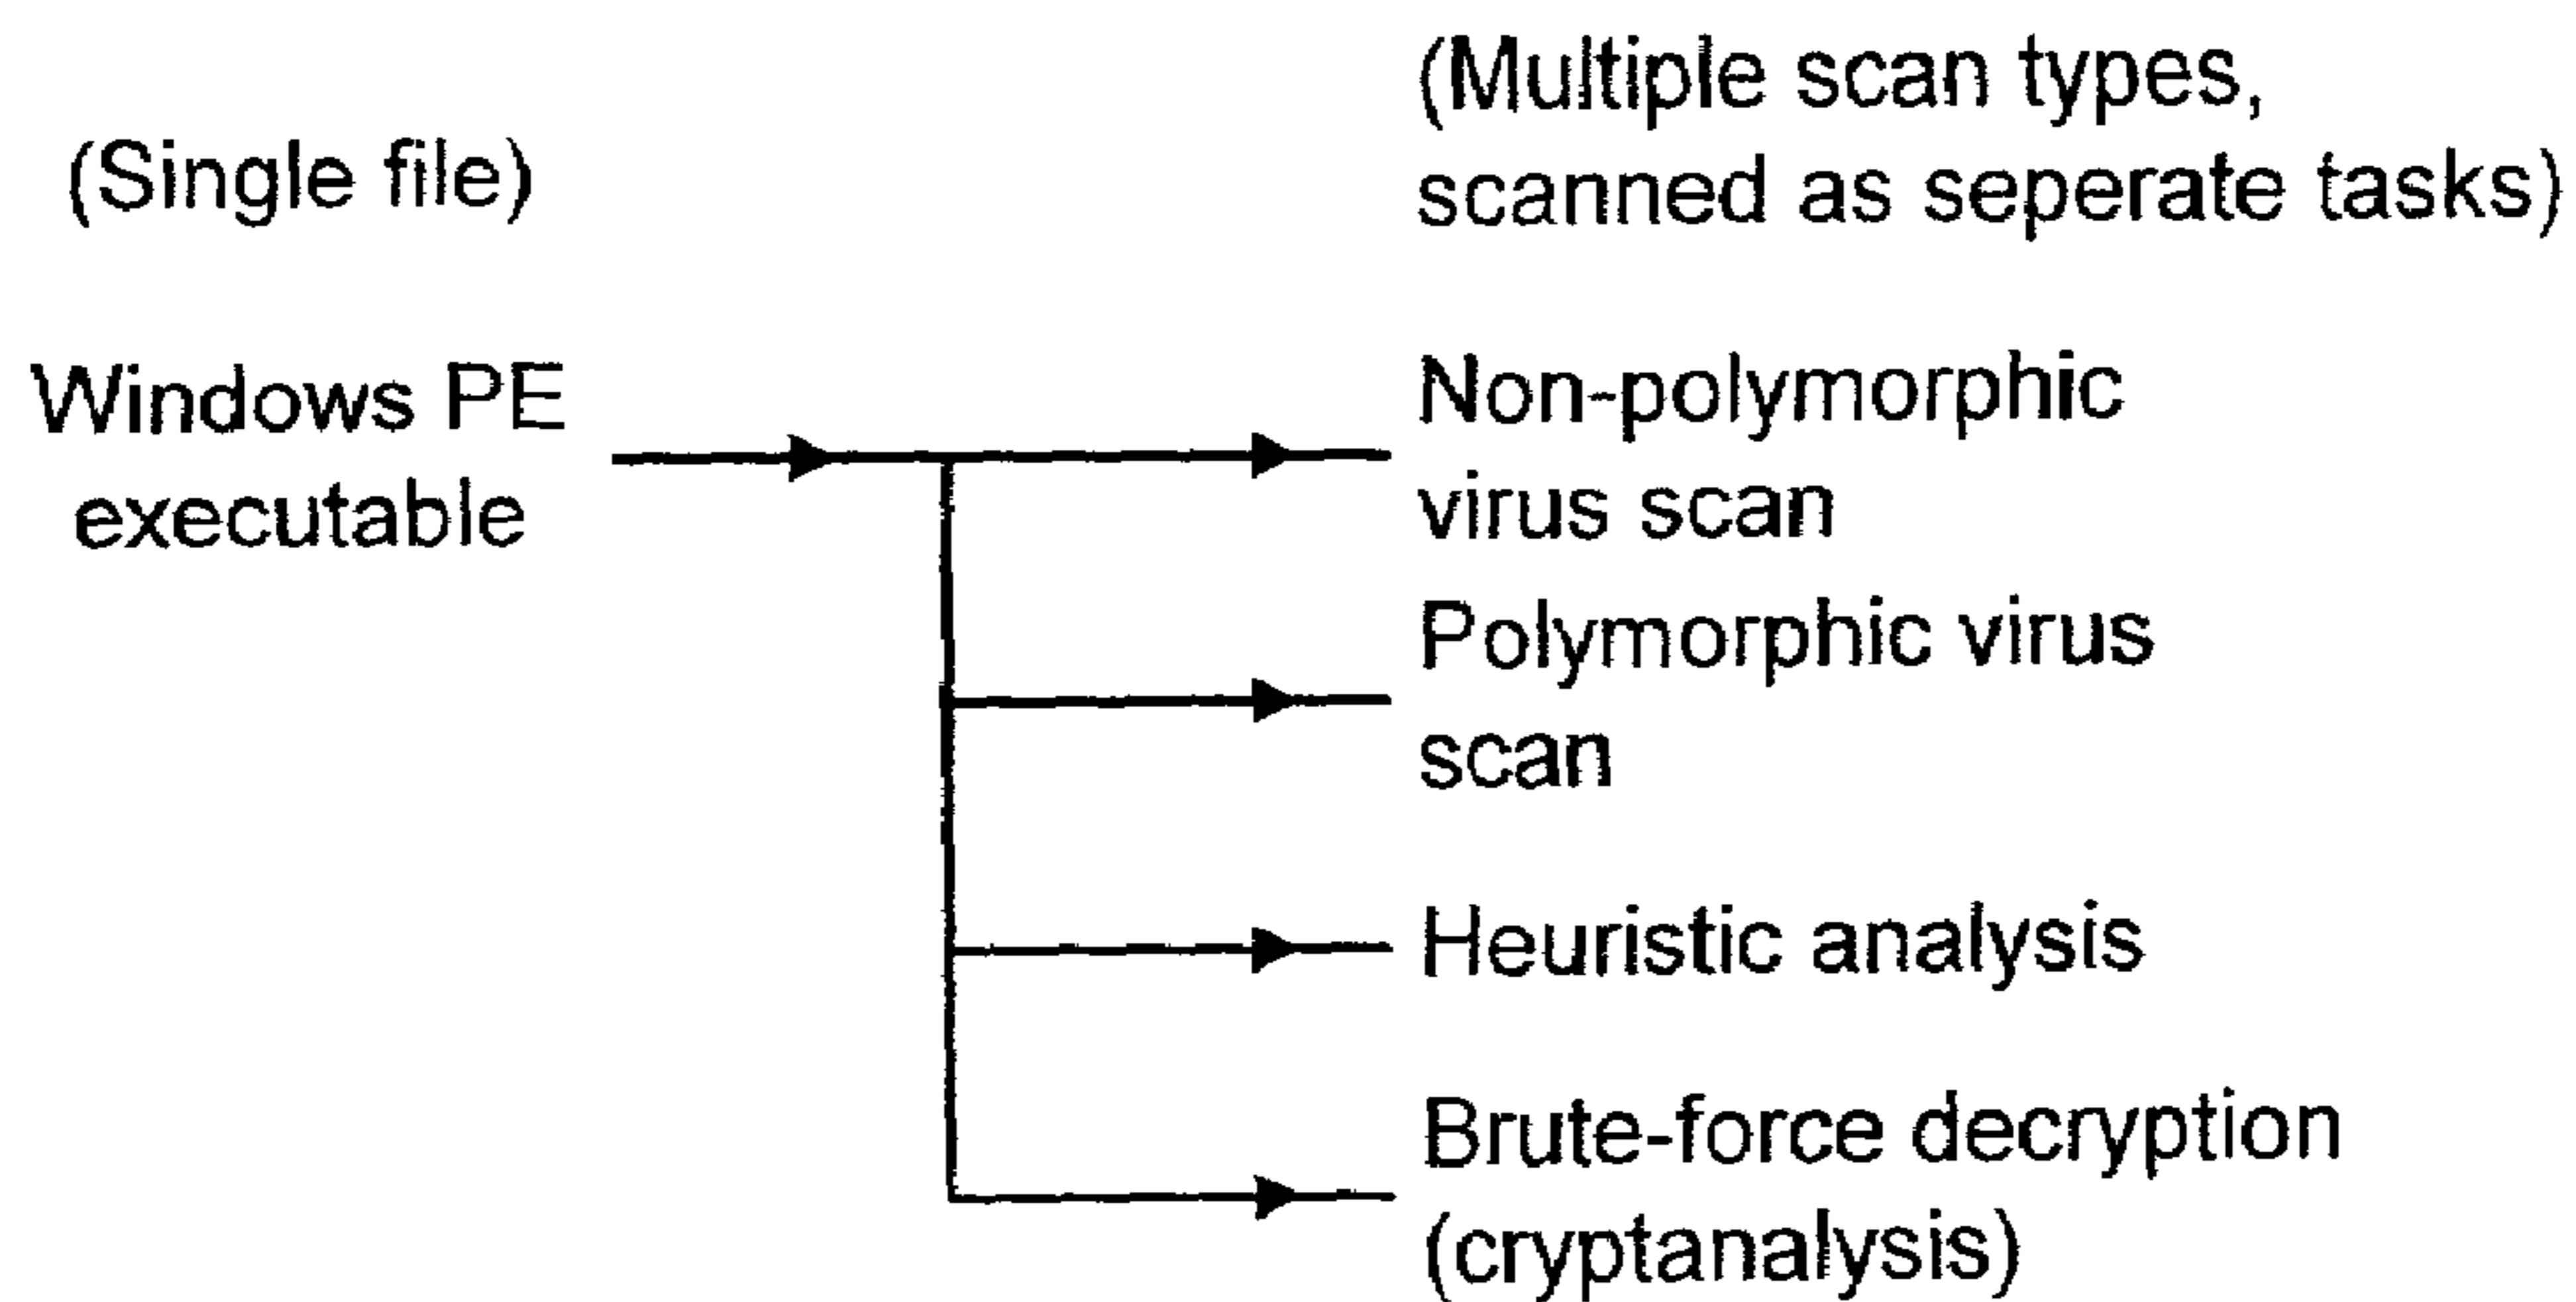 (Single file)
(Multiple scan types,
scanned as seperate tasks)
Windows PE
executable
Non-polymorphic
virus scan
Polymorphic virus
scan
Heuristic analysis
Brute-force decryption
(cryptanalysis)